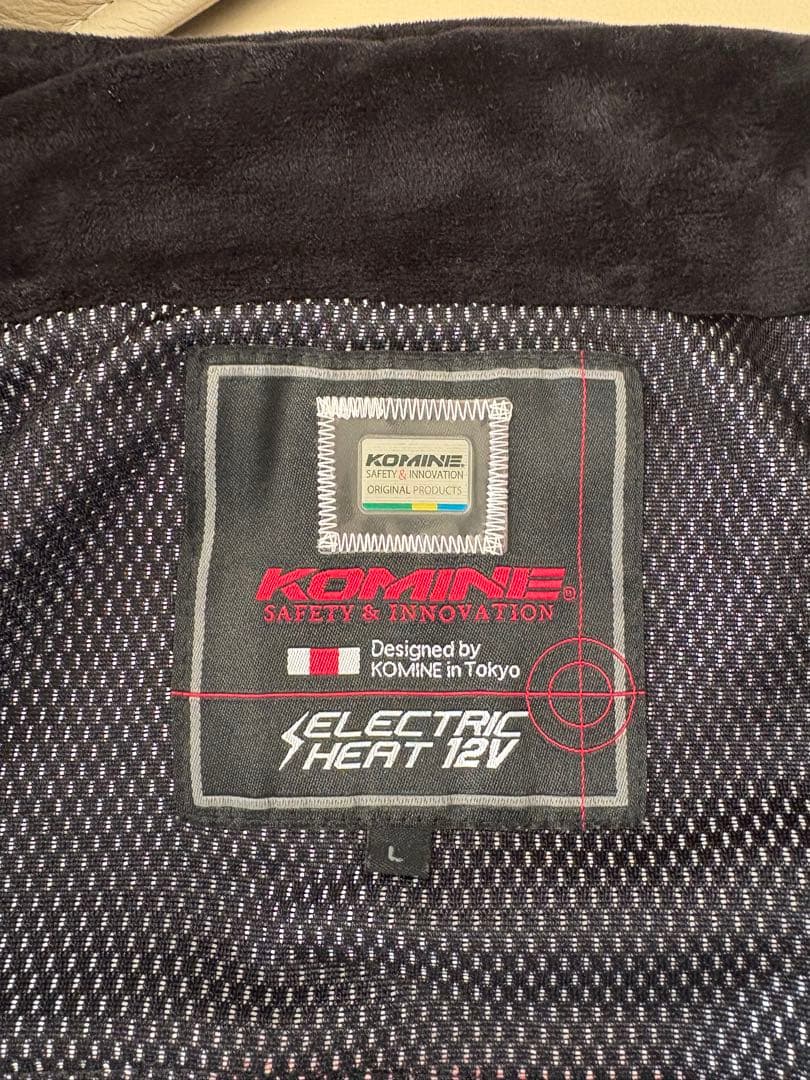 KOMINE.
SAFETY & INNOVATION
ORIGINAL PRODUCTS
KOMINE®
SAFETY & INNOVATION
Designed by
KOMINE in Tokyo
ELECTRIC
HEAT 12V
L